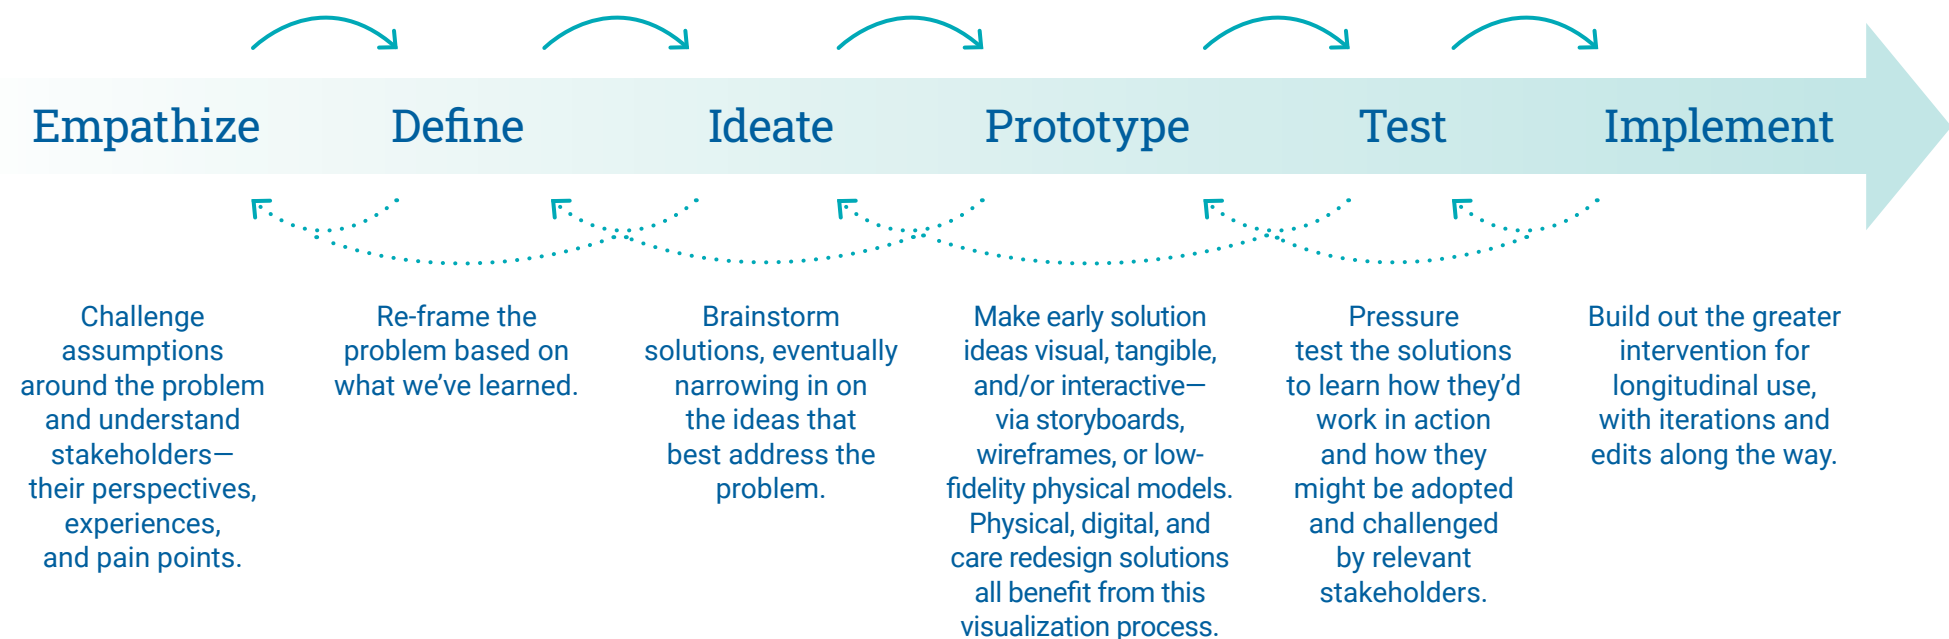 Empathize
Define
Ideate
Prototype
Test
Implement
Challenge
assumptions
around the problem
and understand
stakeholders—
their perspectives,
experiences,
and pain points.
Re-frame the
problem based on
what we’ve learned.
Brainstorm
solutions, eventually
narrowing in on
the ideas that
best address the
problem.
Make early solution
ideas visual, tangible,
and/or interactive—
via storyboards,
wireframes, or low-
fidelity physical models.
Physical, digital, and
care redesign solutions
all benefit from this
visualization process.
Pressure
test the solutions
to learn how they’d
work in action
and how they
might be adopted
and challenged
by relevant
stakeholders.
Build out the greater
intervention for
longitudinal use,
with iterations and
edits along the way.